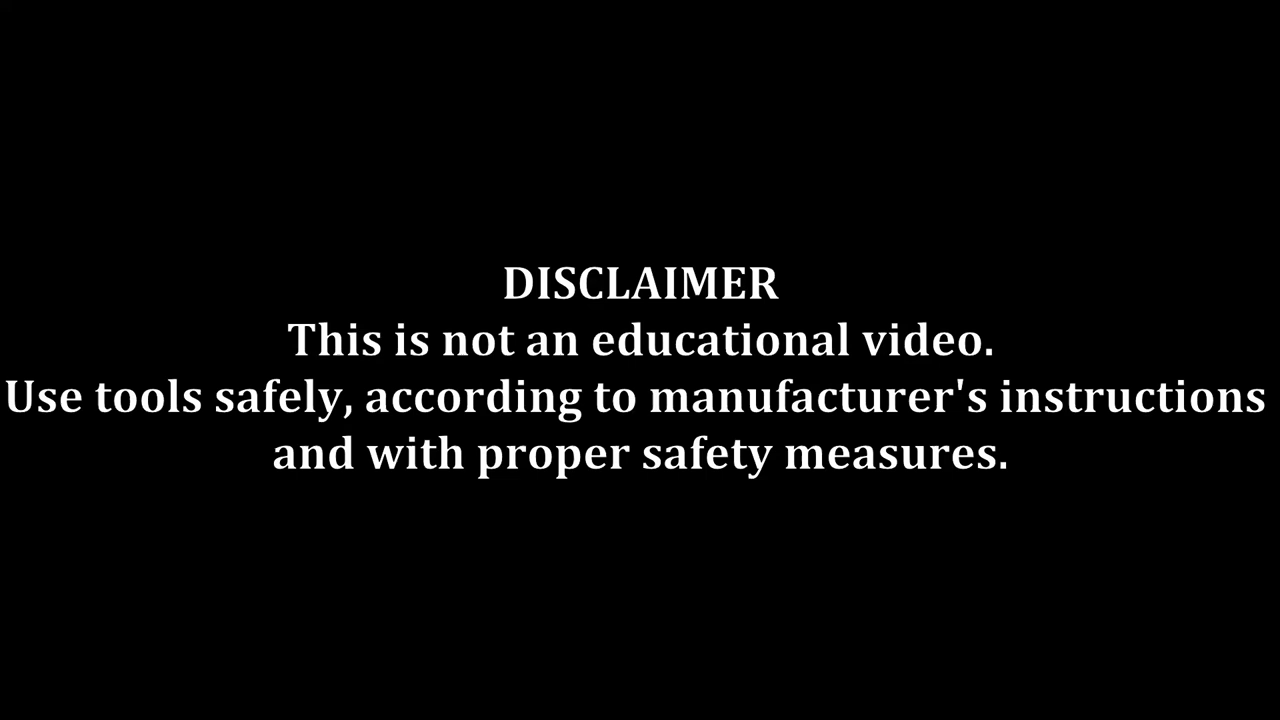 DISCLAIMER
This is not an educational video.
Use tools safely, according to manufacturer's instructions
and with proper safety measures.